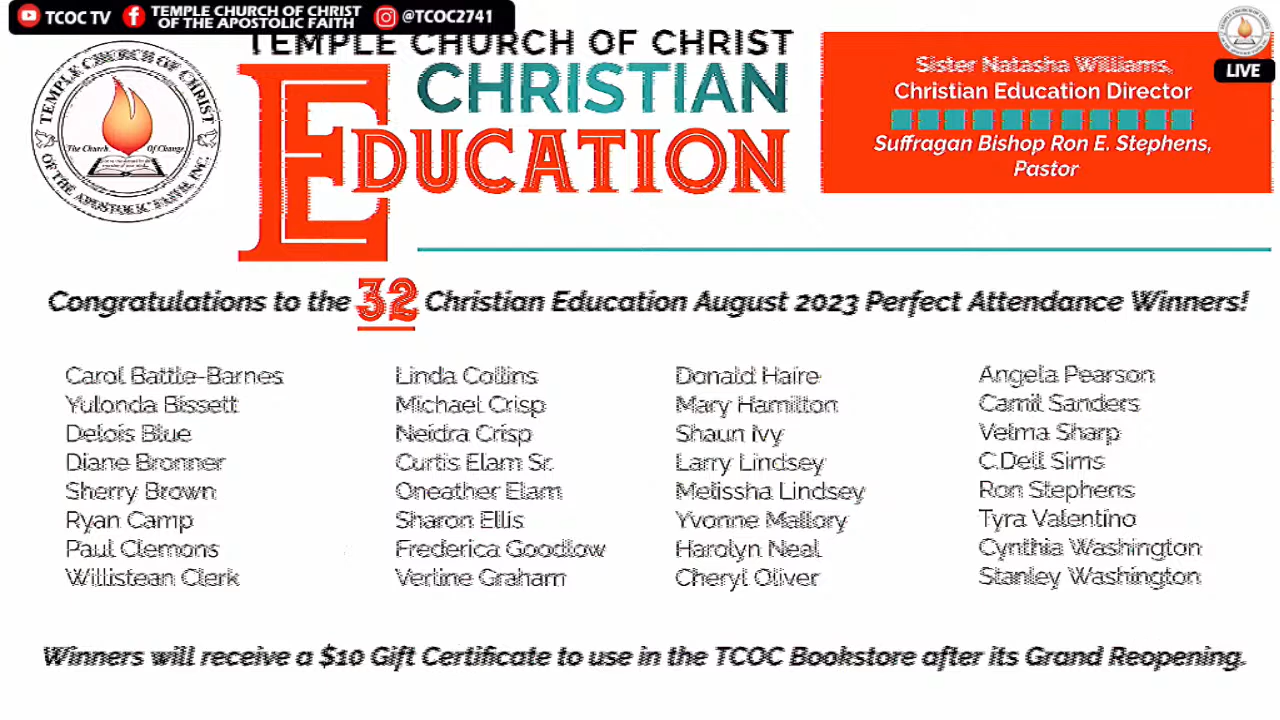 TCOC TV TEMPLE CHURCH OF CHRIST OF THE APOSTOLIC FAITH @TCOC2741
TEMPLE CHURCH OF CHRIST
CHRISTIAN
EDUCATION
TEMPLE CHURCH OF CHRIST
OF THE APOSTOLIC FAITH, INC.
The Church Of Change
Sister Natasha Williams,
Christian Education Director
Suffragan Bishop Ron E. Stephens,
Pastor
LIVE
Congratulations to the 32 Christian Education August 2023 Perfect Attendance Winners!
Carol Battle-Barnes
Yulonda Bissett
Delois Blue
Diane Bronner
Sherry Brown
Ryan Camp
Paul Clemons
Willistean Clerk
Linda Collins
Michael Crisp
Neidra Crisp
Curtis Elam Sr.
Oneather Elam
Sharon Ellis
Frederica Goodlow
Verline Graham
Donald Haire
Mary Hamilton
Shaun Ivy
Larry Lindsey
Melissha Lindsey
Yvonne Mallory
Harolyn Neal
Cheryl Oliver
Angela Pearson
Camil Sanders
Velma Sharp
C.Dell Sims
Ron Stephens
Tyra Valentino
Cynthia Washington
Stanley Washington
Winners will receive a $10 Gift Certificate to use in the TCOC Bookstore after its Grand Reopening.